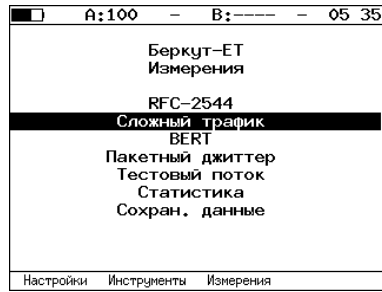 A:100 – B:---- – 05 35
Беркут-ЕТ
Измерения
RFC-2544
Сложный трафик
BERT
Пакетный джиттер
Тестовый поток
Статистика
Сохран. данные
Настройки Инструменты Измерения